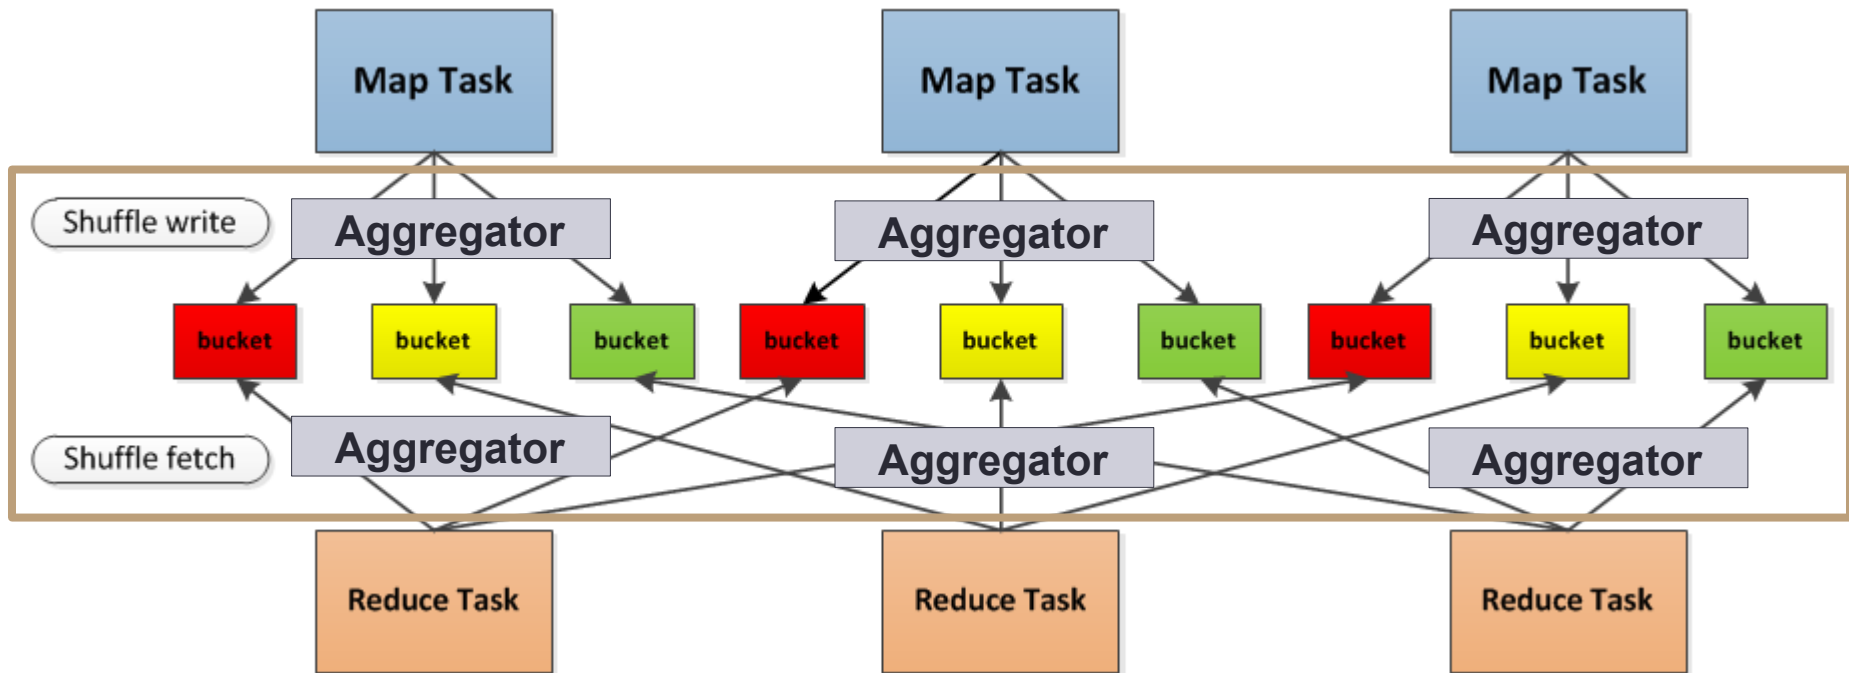 Map Task
Map Task
Map Task
Shuffle write
Aggregator
Aggregator
Aggregator
bucket
bucket
bucket
bucket
bucket
bucket
bucket
bucket
bucket
Shuffle fetch
Aggregator
Aggregator
Aggregator
Reduce Task
Reduce Task
Reduce Task